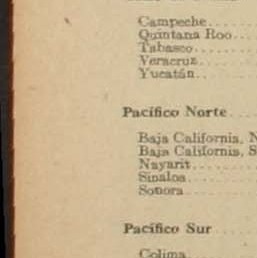 Campeche........
Quintana Roo...
Tabasco........
Veracruz.......
Yucatán........
Pacífico Norte....
Baja California, N
Baja California, S
Nayarit........
Sinaloa........
Sonora........
Pacífico Sur.....
Colima........